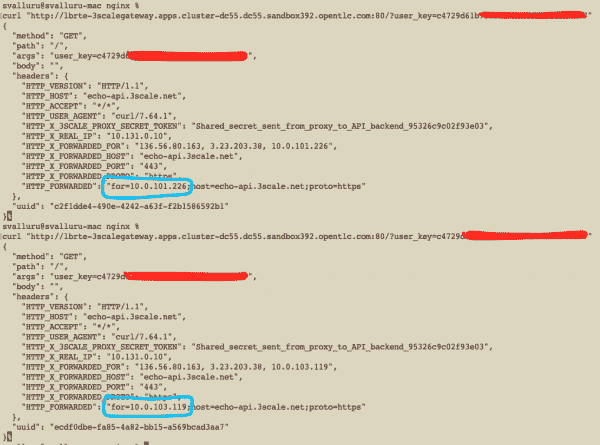 svalluru@svalluru-mac nginx %
curl "http://lbrte-3scalegateway.apps.cluster-dc55.dc55.sandbox392.opentlc.com:80/?user_key=c4729d61b
{
"method": "GET",
"path": "/",
"args": "user_key=c4729d6 ",
"body": "",
"headers": {
"HTTP_VERSION": "HTTP/1.1",
"HTTP_HOST": "echo-api.3scale.net",
"HTTP_ACCEPT": "*/*",
"HTTP_USER_AGENT": "curl/7.64.1",
"HTTP_X_3SCALE_PROXY_SECRET_TOKEN": "Shared_secret_sent_from_proxy_to_API_backend_95326c9c02f93e03",
"HTTP_X_REAL_IP": "10.131.0.10",
"HTTP_X_FORWARDED_FOR": "136.56.80.163, 3.23.203.38, 10.0.101.226",
"HTTP_X_FORWARDED_HOST": "echo-api.3scale.net",
"HTTP_X_FORWARDED_PORT": "443",
"HTTP_X_FORWARDED_PROTO": "https",
"HTTP_FORWARDED": "for=10.0.101.226;host=echo-api.3scale.net;proto=https"
},
"uuid": "c2f1dde4-490e-4242-a63f-f2b1586592b1"
}%
svalluru@svalluru-mac nginx %
curl "http://lbrte-3scalegateway.apps.cluster-dc55.dc55.sandbox392.opentlc.com:80/?user_key=c4729d "
{
"method": "GET",
"path": "/",
"args": "user_key=c4729d ",
"body": "",
"headers": {
"HTTP_VERSION": "HTTP/1.1",
"HTTP_HOST": "echo-api.3scale.net",
"HTTP_ACCEPT": "*/*",
"HTTP_USER_AGENT": "curl/7.64.1",
"HTTP_X_3SCALE_PROXY_SECRET_TOKEN": "Shared_secret_sent_from_proxy_to_API_backend_95326c9c02f93e03",
"HTTP_X_REAL_IP": "10.131.0.10",
"HTTP_X_FORWARDED_FOR": "136.56.80.163, 3.23.203.38, 10.0.103.119",
"HTTP_X_FORWARDED_HOST": "echo-api.3scale.net",
"HTTP_X_FORWARDED_PORT": "443",
"HTTP_X_FORWARDED_PROTO": "https",
"HTTP_FORWARDED": "for=10.0.103.119;host=echo-api.3scale.net;proto=https"
},
"uuid": "ecdf0dbe-fa85-4a82-bb15-a569bcad3aa7"
}%